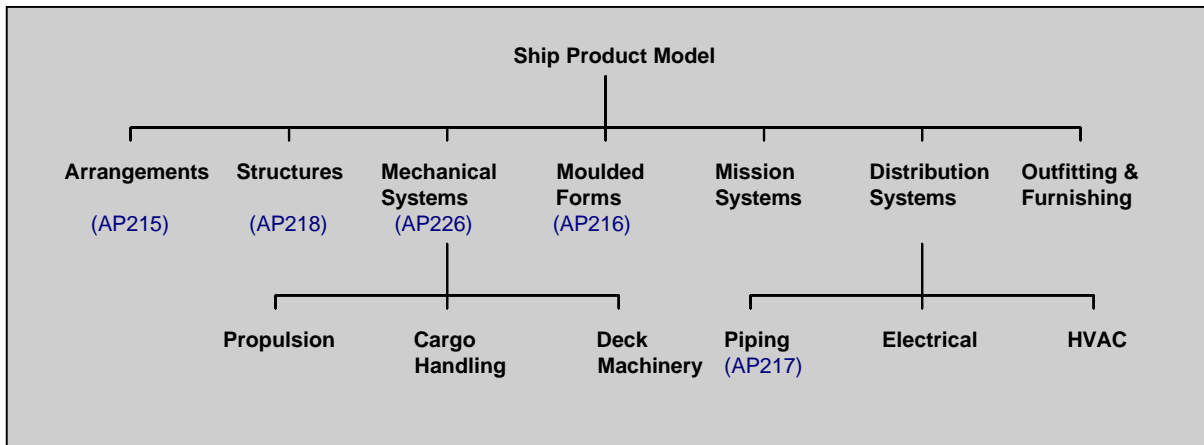 Ship Product Model
Arrangements
(AP215)
Structures
(AP218)
Mechanical
Systems
(AP226)
Moulded
Forms
(AP216)
Mission
Systems
Distribution
Systems
Outfitting &
Furnishing
Propulsion
Cargo
Handling
Deck
Machinery
Piping
(AP217)
Electrical
HVAC